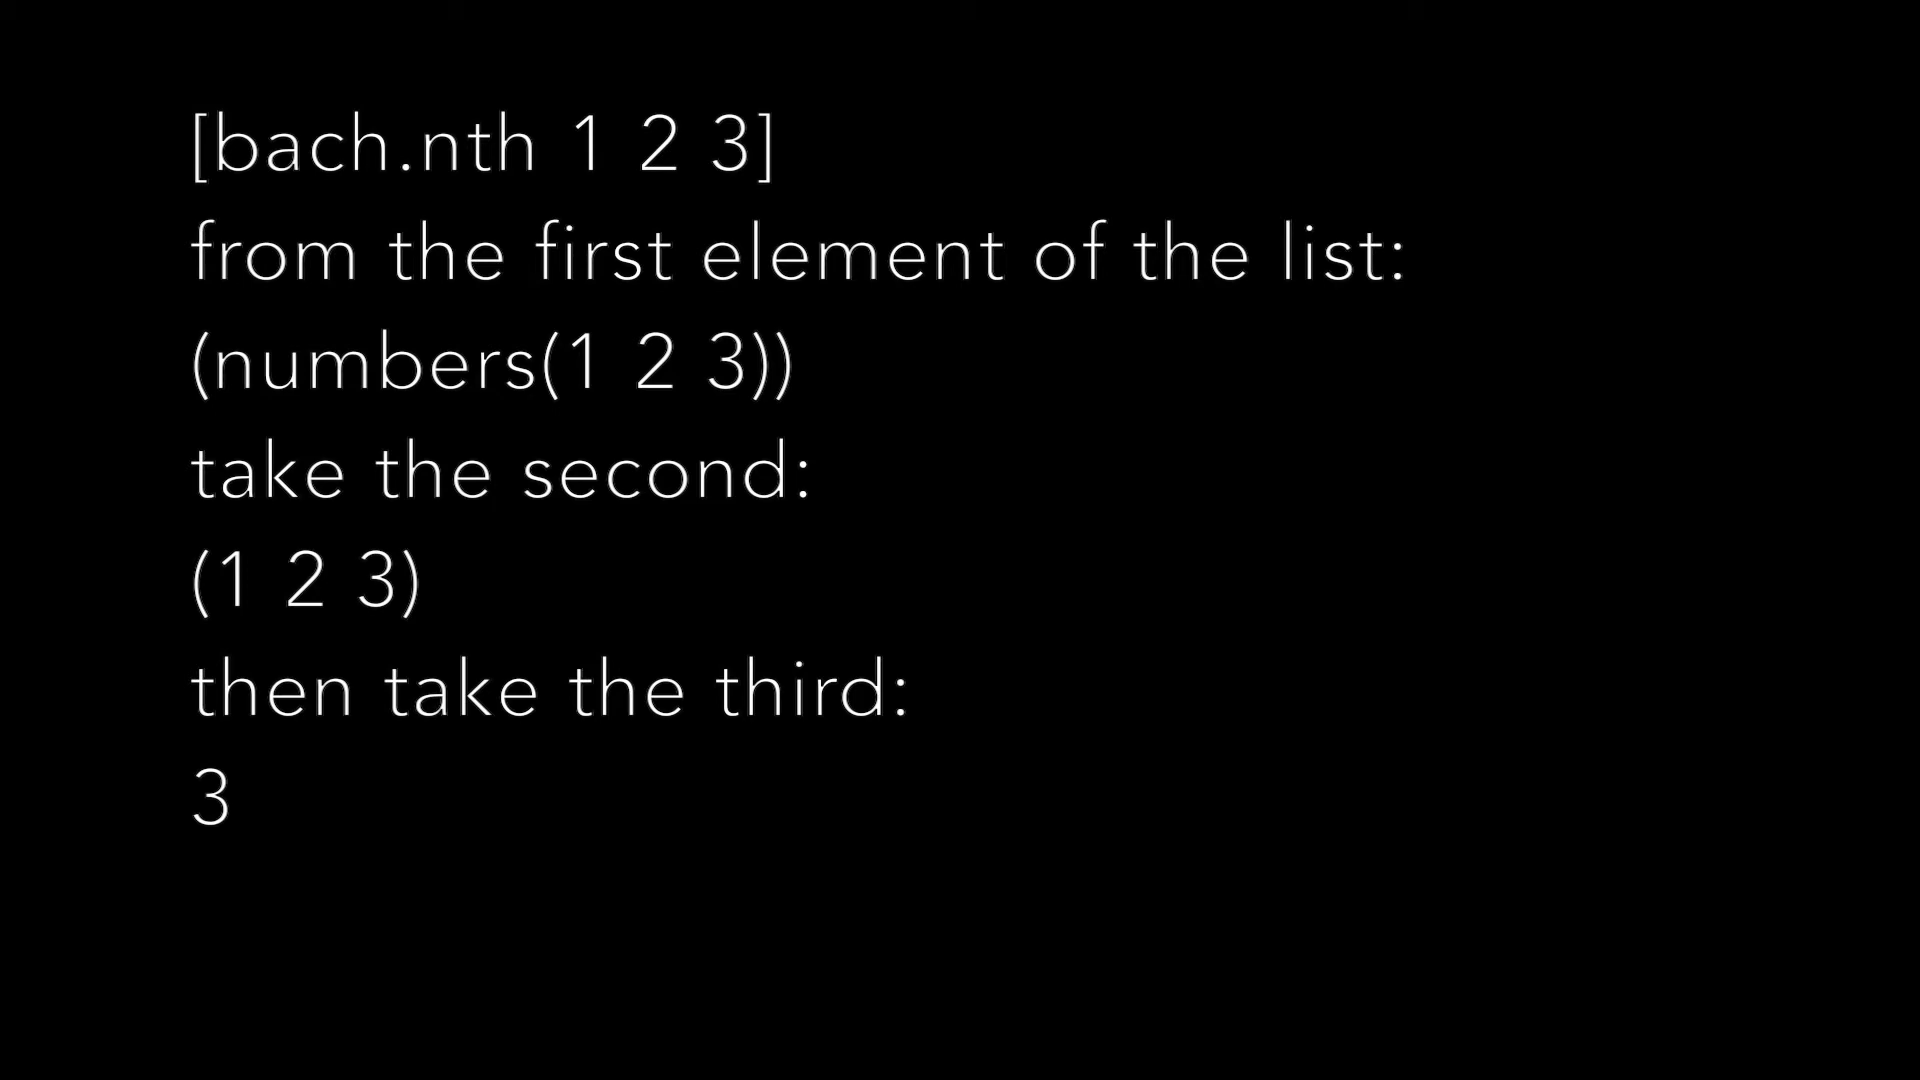 [bach.nth 1 2 3]
from the first element of the list:
(numbers(1 2 3))
take the second:
(1 2 3)
then take the third:
3